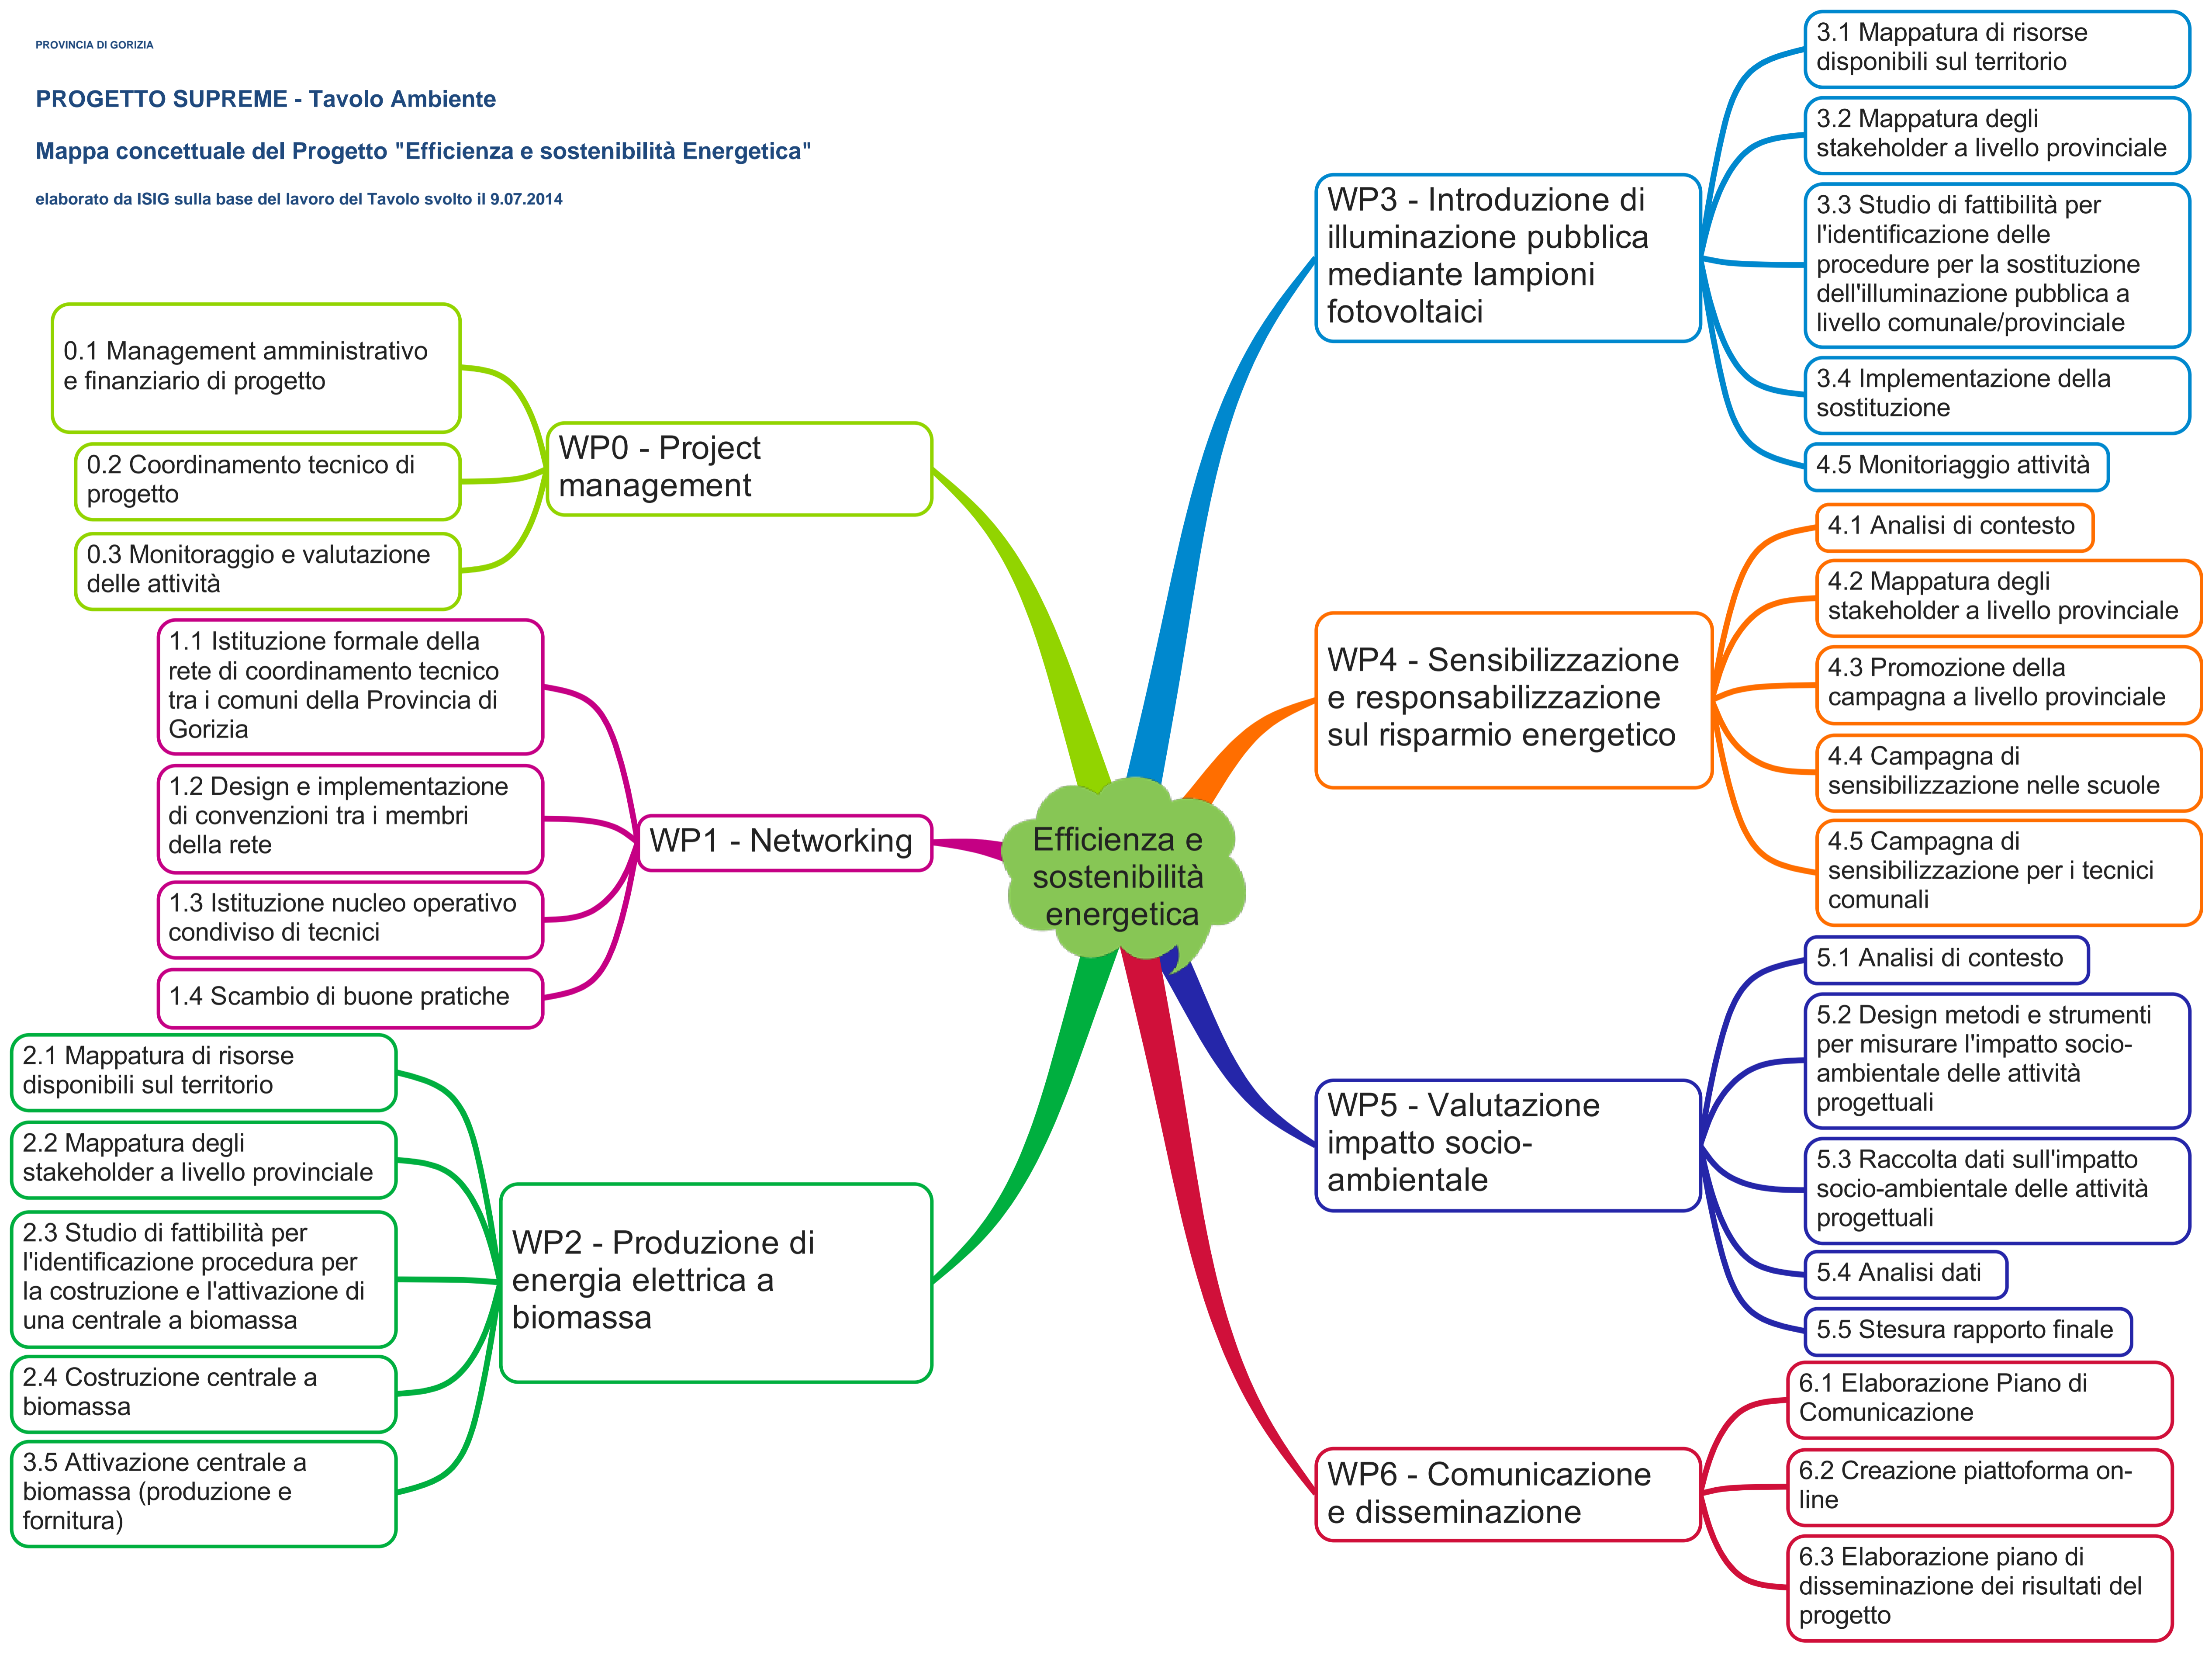 PROVINCIA DI GORIZIA
PROGETTO SUPREME - Tavolo Ambiente
Mappa concettuale del Progetto "Efficienza e sostenibilità Energetica"
elaborato da ISIG sulla base del lavoro del Tavolo svolto il 9.07.2014
Efficienza e
sostenibilità
energetica
WP0 - Project
management
0.1 Management amministrativo
e finanziario di progetto
0.2 Coordinamento tecnico di
progetto
0.3 Monitoraggio e valutazione
delle attività
WP1 - Networking
1.1 Istituzione formale della
rete di coordinamento tecnico
tra i comuni della Provincia di
Gorizia
1.2 Design e implementazione
di convenzioni tra i membri
della rete
1.3 Istituzione nucleo operativo
condiviso di tecnici
1.4 Scambio di buone pratiche
WP2 - Produzione di
energia elettrica a
biomassa
2.1 Mappatura di risorse
disponibili sul territorio
2.2 Mappatura degli
stakeholder a livello provinciale
2.3 Studio di fattibilità per
l'identificazione procedura per
la costruzione e l'attivazione di
una centrale a biomassa
2.4 Costruzione centrale a
biomassa
3.5 Attivazione centrale a
biomassa (produzione e
fornitura)
WP3 - Introduzione di
illuminazione pubblica
mediante lampioni
fotovoltaici
3.1 Mappatura di risorse
disponibili sul territorio
3.2 Mappatura degli
stakeholder a livello provinciale
3.3 Studio di fattibilità per
l'identificazione delle
procedure per la sostituzione
dell'illuminazione pubblica a
livello comunale/provinciale
3.4 Implementazione della
sostituzione
4.5 Monitoriaggio attività
WP4 - Sensibilizzazione
e responsabilizzazione
sul risparmio energetico
4.1 Analisi di contesto
4.2 Mappatura degli
stakeholder a livello provinciale
4.3 Promozione della
campagna a livello provinciale
4.4 Campagna di
sensibilizzazione nelle scuole
4.5 Campagna di
sensibilizzazione per i tecnici
comunali
WP5 - Valutazione
impatto socio-
ambientale
5.1 Analisi di contesto
5.2 Design metodi e strumenti
per misurare l'impatto socio-
ambientale delle attività
progettuali
5.3 Raccolta dati sull'impatto
socio-ambientale delle attività
progettuali
5.4 Analisi dati
5.5 Stesura rapporto finale
WP6 - Comunicazione
e disseminazione
6.1 Elaborazione Piano di
Comunicazione
6.2 Creazione piattoforma on-
line
6.3 Elaborazione piano di
disseminazione dei risultati del
progetto